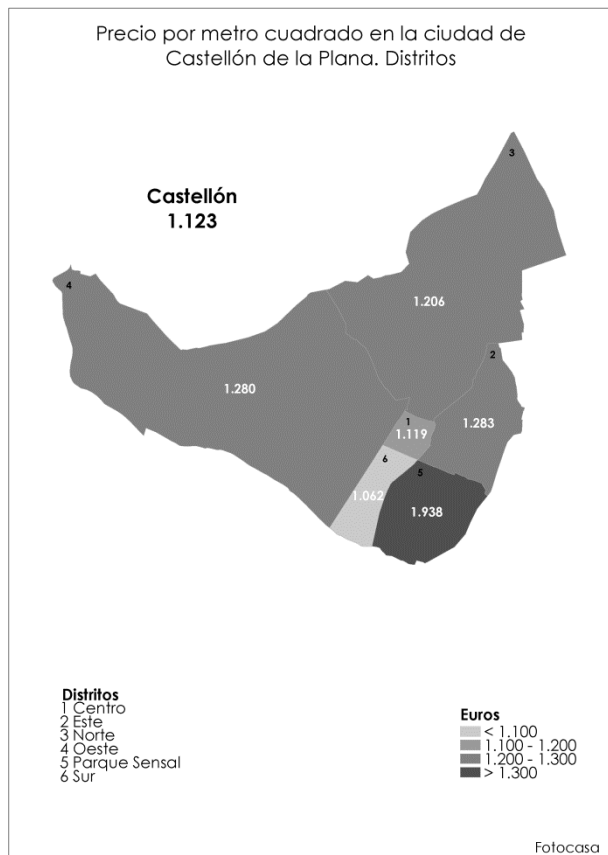 Precio por metro cuadrado en la ciudad de
Castellón de la Plana. Distritos
3
Castellón
1.123
4
1.206
2
1.280
1
1.119
1.283
6
5
1.062
1.938
Distritos
1 Centro
2 Este
3 Norte
4 Oeste
5 Parque Sensal
6 Sur
Euros
< 1.100
1.100 - 1.200
1.200 - 1.300
> 1.300
Fotocasa